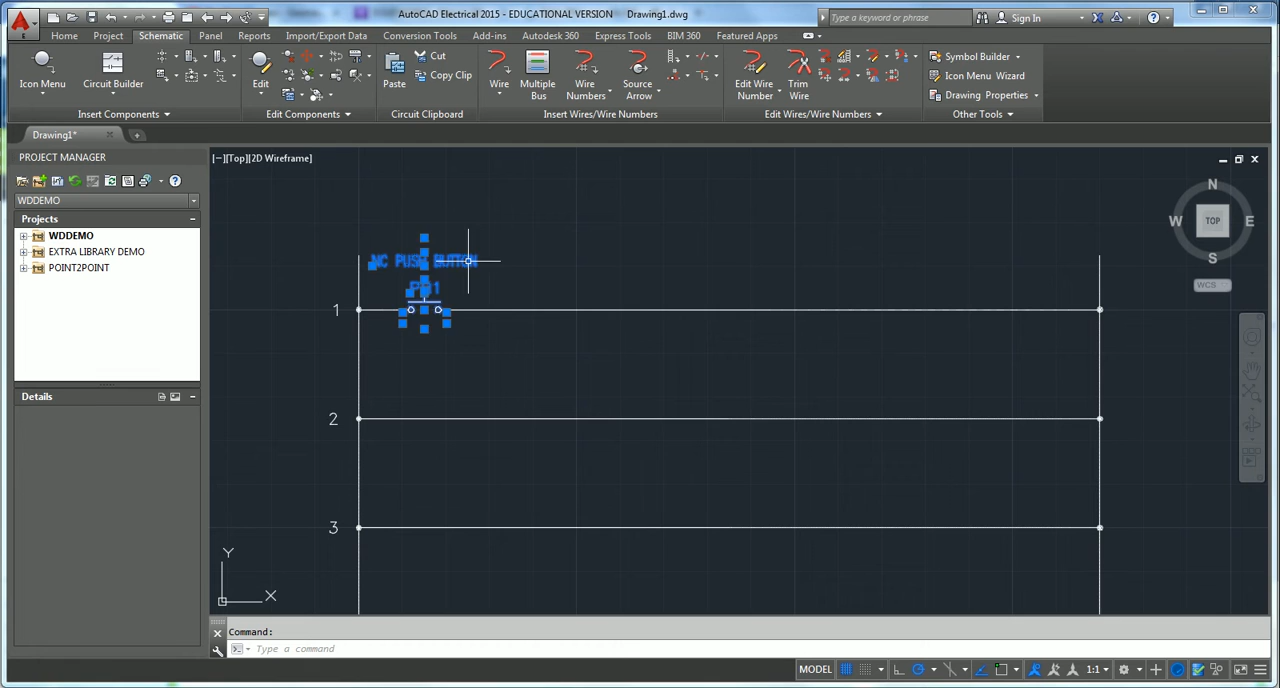 AutoCAD Electrical 2015 - EDUCATIONAL VERSION Drawing1.dwg
Type a keyword or phrase
Sign In
Home Project Schematic Panel Reports Import/Export Data Conversion Tools Add-ins Autodesk 360 Express Tools BIM 360 Featured Apps
E
Icon Menu
Circuit Builder
Edit
Paste
Cut
Copy Clip
Wire
Multiple Bus
Wire Numbers
Source Arrow
Edit Wire Number
Trim Wire
Symbol Builder
Icon Menu Wizard
Drawing Properties
Insert Components
Edit Components
Circuit Clipboard
Insert Wires/Wire Numbers
Edit Wires/Wire Numbers
Other Tools
Drawing1*
PROJECT MANAGER
WDDEMO
Projects
WDDEMO
EXTRA LIBRARY DEMO
POINT2POINT
Details
[−][Top][2D Wireframe]
N
W TOP E
S
WCS
NC PUSH BUTTON
1
2
3
Y
X
Command:
Type a command
MODEL
1:1